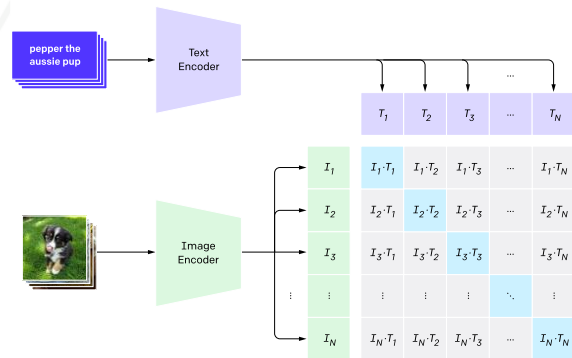 pepper the
aussie pup
Text
Encoder
...
T1 T2 T3 ... TN
I1 I1·T1 I1·T2 I1·T3 ... I1·TN
I2 I2·T1 I2·T2 I2·T3 ... I2·TN
I3 I3·T1 I3·T2 I3·T3 ... I3·TN
Image
Encoder
⋮ ⋮ ⋮ ⋮ ⋮ ⋱ ⋮
IN IN·T1 IN·T2 IN·T3 ... IN·TN